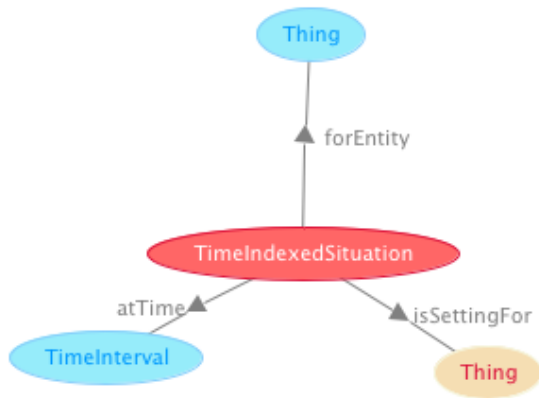 Thing
forEntity
TimeIndexedSituation
atTime
isSettingFor
TimeInterval
Thing